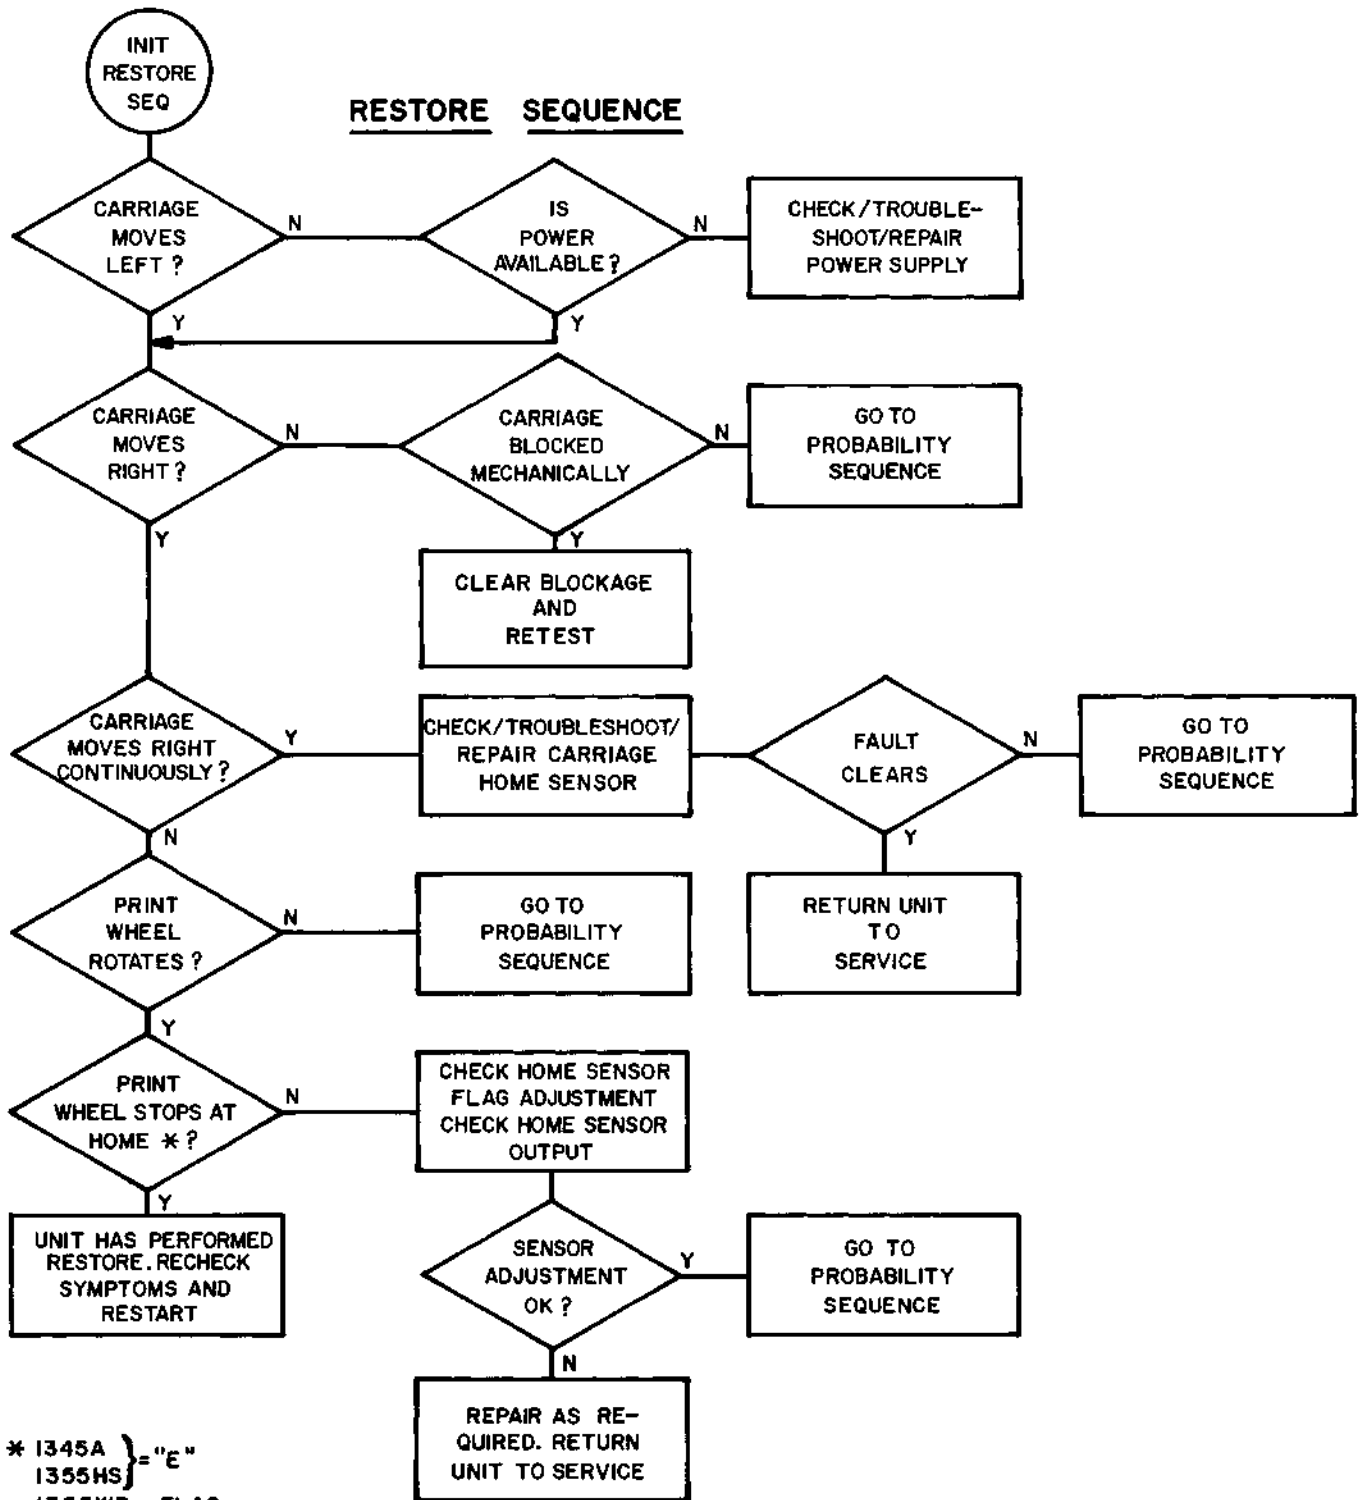 INIT
RESTORE
SEQ
RESTORE SEQUENCE
CARRIAGE
MOVES
LEFT ?
N
IS
POWER
AVAILABLE ?
N
CHECK/TROUBLE-
SHOOT/REPAIR
POWER SUPPLY
Y
Y
CARRIAGE
MOVES
RIGHT ?
N
CARRIAGE
BLOCKED
MECHANICALLY
N
GO TO
PROBABILITY
SEQUENCE
Y
Y
CLEAR BLOCKAGE
AND
RETEST
CARRIAGE
MOVES RIGHT
CONTINUOUSLY ?
Y
CHECK/TROUBLESHOOT/
REPAIR CARRIAGE
HOME SENSOR
FAULT
CLEARS
N
GO TO
PROBABILITY
SEQUENCE
N
Y
PRINT
WHEEL
ROTATES ?
N
GO TO
PROBABILITY
SEQUENCE
RETURN UNIT
TO
SERVICE
Y
PRINT
WHEEL STOPS AT
HOME * ?
N
CHECK HOME SENSOR
FLAG ADJUSTMENT
CHECK HOME SENSOR
OUTPUT
Y
UNIT HAS PERFORMED
RESTORE. RECHECK
SYMPTOMS AND
RESTART
SENSOR
ADJUSTMENT
OK ?
Y
GO TO
PROBABILITY
SEQUENCE
N
REPAIR AS RE-
QUIRED. RETURN
UNIT TO SERVICE
* 1345A
1355HS } = "E"